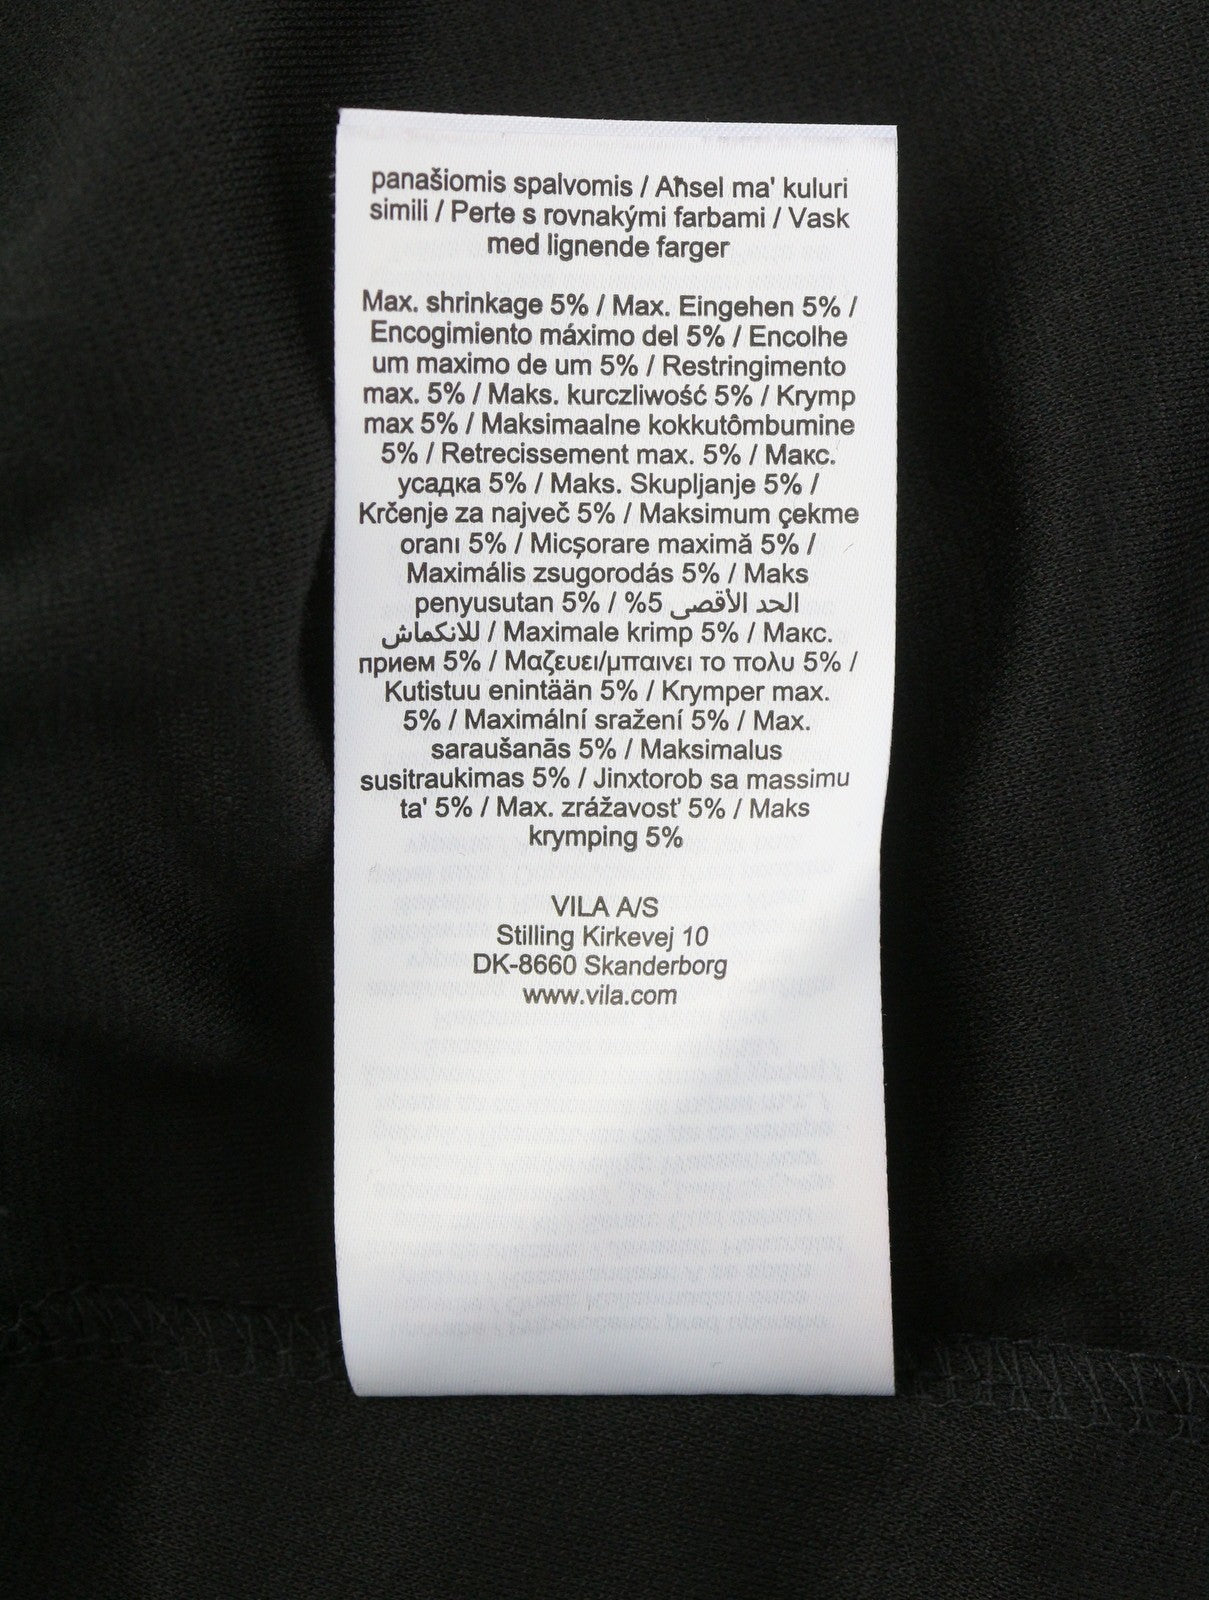 panašiomis spalvomis / Aħsel ma' kuluri
simili / Perte s rovnakými farbami / Vask
med lignende farger
Max. shrinkage 5% / Max. Eingehen 5% /
Encogimiento máximo del 5% / Encolhe
um maximo de um 5% / Restringimento
max. 5% / Maks. kurczliwość 5% / Krymp
max 5% / Maksimaalne kokkutômbumine
5% / Retrecissement max. 5% / Макс.
усадка 5% / Maks. Skupljanje 5% /
Krčenje za največ 5% / Maksimum çekme
oranı 5% / Micşorare maximă 5% /
Maximális zsugorodás 5% / Maks
penyusutan 5% / %5 الحد الأقصى
للانكماش / Maximale krimp 5% / Макс.
прием 5% / Μαζευει/μπαινει το πολυ 5% /
Kutistuu enintään 5% / Krymper max.
5% / Maximální sražení 5% / Max.
saraušanās 5% / Maksimalus
susitraukimas 5% / Jinxtorob sa massimu
ta' 5% / Max. zrážavosť 5% / Maks
krymping 5%
VILA A/S
Stilling Kirkevej 10
DK-8660 Skanderborg
www.vila.com